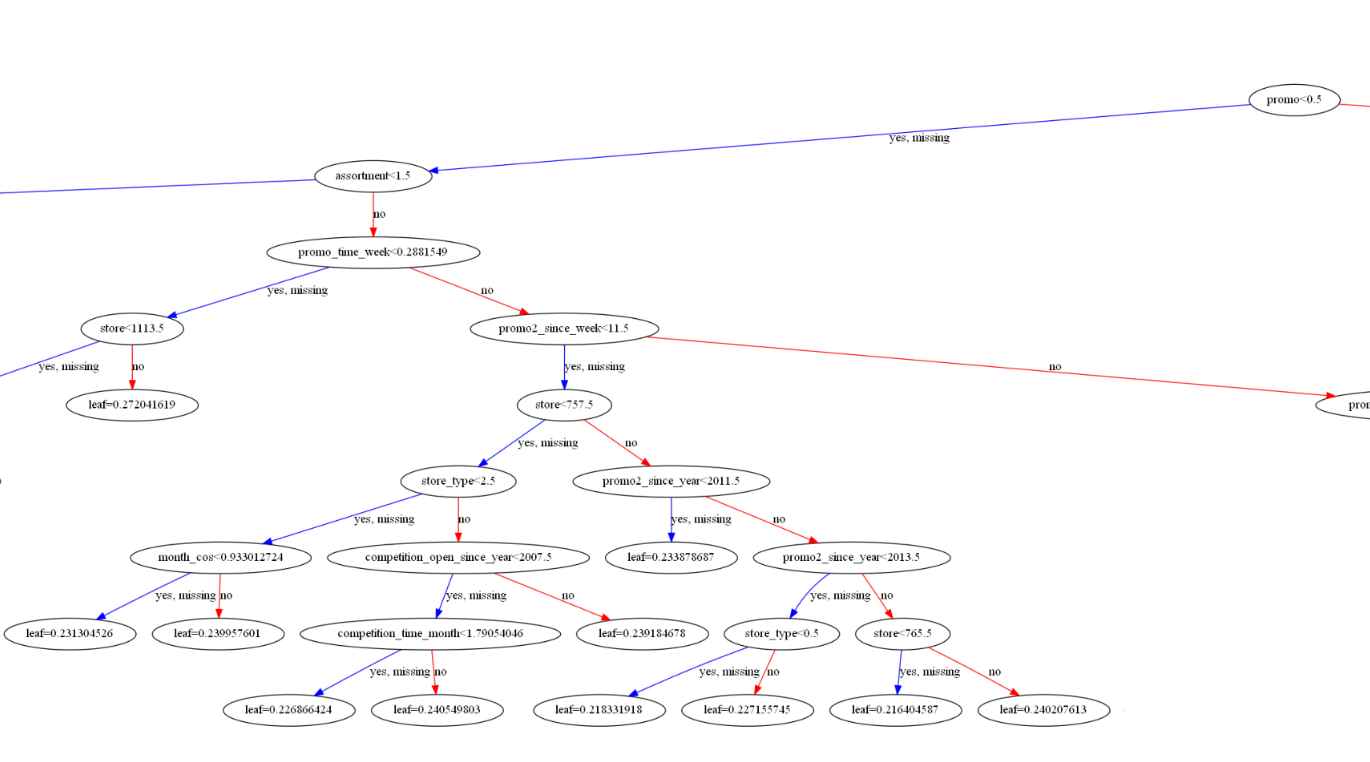 promo<0.5
yes, missing
assortment<1.5
no
promo_time_week<0.2881549
yes, missing
no
store<1113.5
promo2_since_week<11.5
yes, missing
no
yes, missing
no
leaf=0.272041619
store<757.5
yes, missing
no
store_type<2.5
promo2_since_year<2011.5
yes, missing
no
yes, missing
no
month_cos<0.933012724
competition_open_since_year<2007.5
leaf=0.233878687
promo2_since_year<2013.5
yes, missing
no
yes, missing
no
yes, missing
no
leaf=0.231304526
leaf=0.239957601
competition_time_month<1.79054046
leaf=0.239184678
store_type<0.5
store<765.5
yes, missing
no
yes, missing
no
yes, missing
no
leaf=0.226866424
leaf=0.240549803
leaf=0.218331918
leaf=0.227155745
leaf=0.216404587
leaf=0.240207613